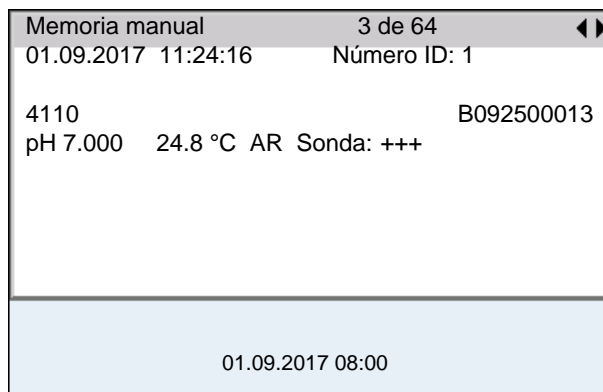 Memoria manual 3 de 64
01.09.2017 11:24:16 Número ID: 1
4110 B092500013
pH 7.000 24.8 °C AR Sonda: +++
01.09.2017 08:00